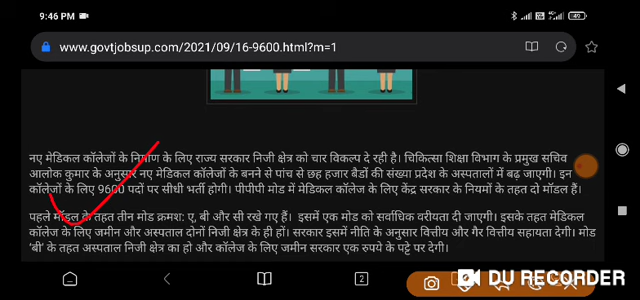 9:46 PM
49
www.govtjobsup.com/2021/09/16-9600.html?m=1
नए मेडिकल कॉलेजों के निर्माण के लिए राज्य सरकार निजी क्षेत्र को चार विकल्प दे रही है। चिकित्सा शिक्षा विभाग के प्रमुख सचिव
आलोक कुमार के अनुसार नए मेडिकल कॉलेजों के बनने से पांच से छह हजार बैडों की संख्या प्रदेश के अस्पतालों में बढ़ जाएगी। इन
कॉलेजों के लिए 9600 पदों पर सीधी भर्ती होगी। पीपीपी मोड में मेडिकल कॉलेज के लिए केंद्र सरकार के नियमों के तहत दो मॉडल हैं।
पहले मॉडल के तहत तीन मोड क्रमश: ए, बी और सी रखे गए हैं। इसमें एक मोड को सर्वाधिक वरीयता दी जाएगी। इसके तहत मेडिकल
कॉलेज के लिए जमीन और अस्पताल दोनों निजी क्षेत्र के ही हों। सरकार इसमें नीति के अनुसार वित्तीय और गैर वित्तीय सहायता देगी। मोड
'बी' के तहत अस्पताल निजी क्षेत्र का हो और कॉलेज के लिए जमीन सरकार एक रुपये के पट्टे पर देगी।
2
DU RECORDER